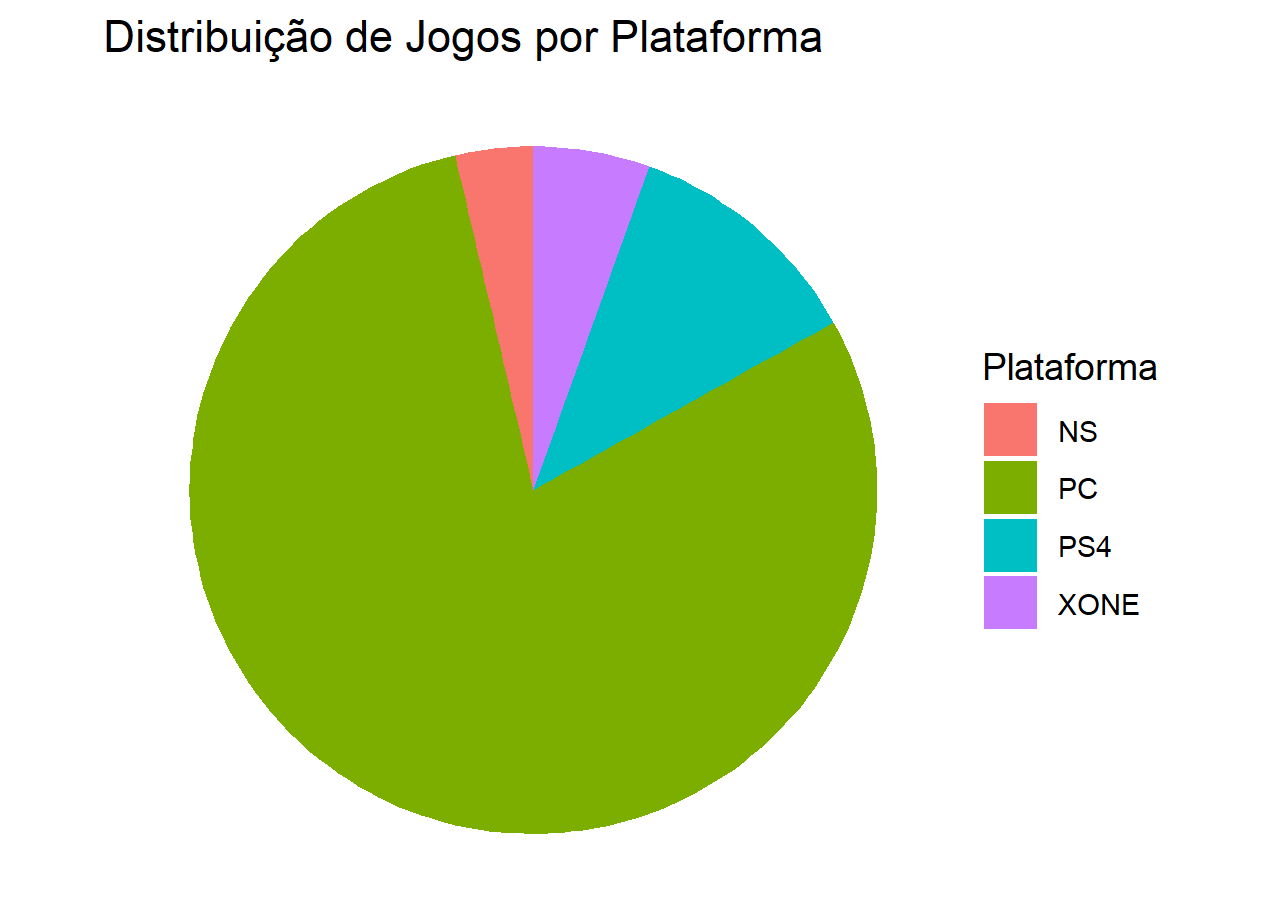 Distribuição de Jogos por Plataforma
Plataforma
NS
PC
PS4
XONE